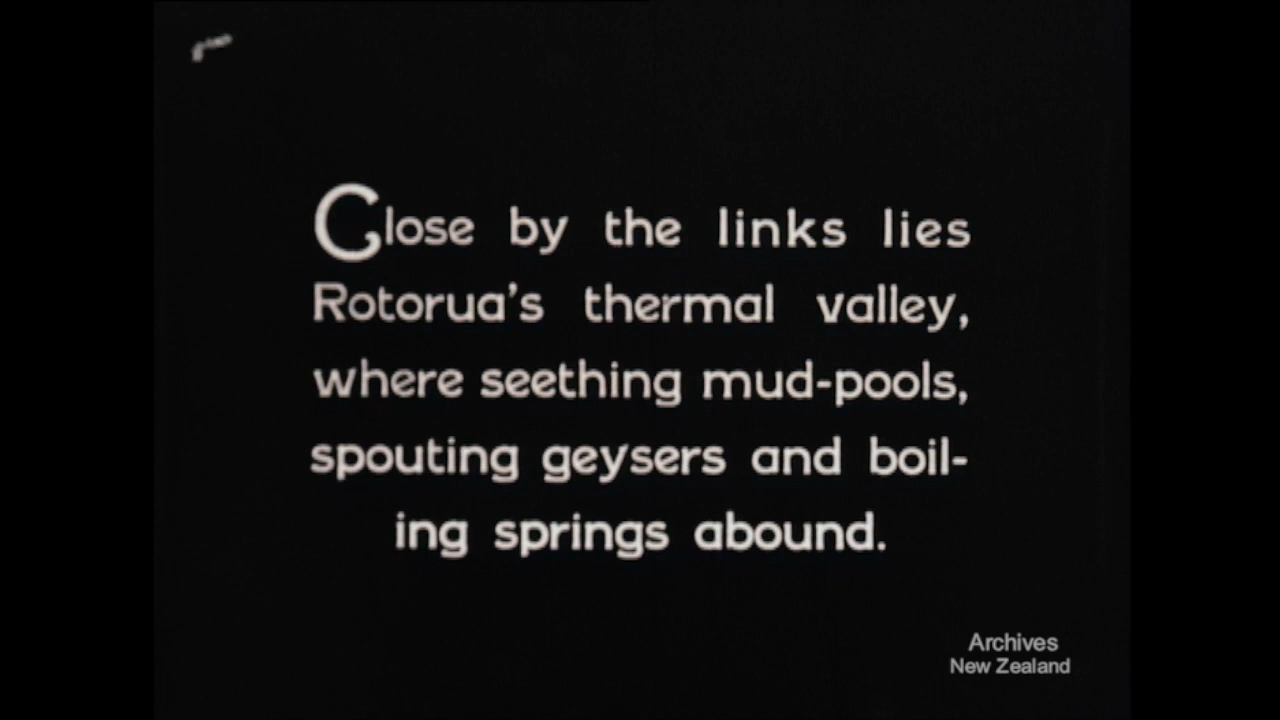 Close by the links lies
Rotorua's thermal valley,
where seething mud-pools,
spouting geysers and boil-
ing springs abound.
Archives
New Zealand